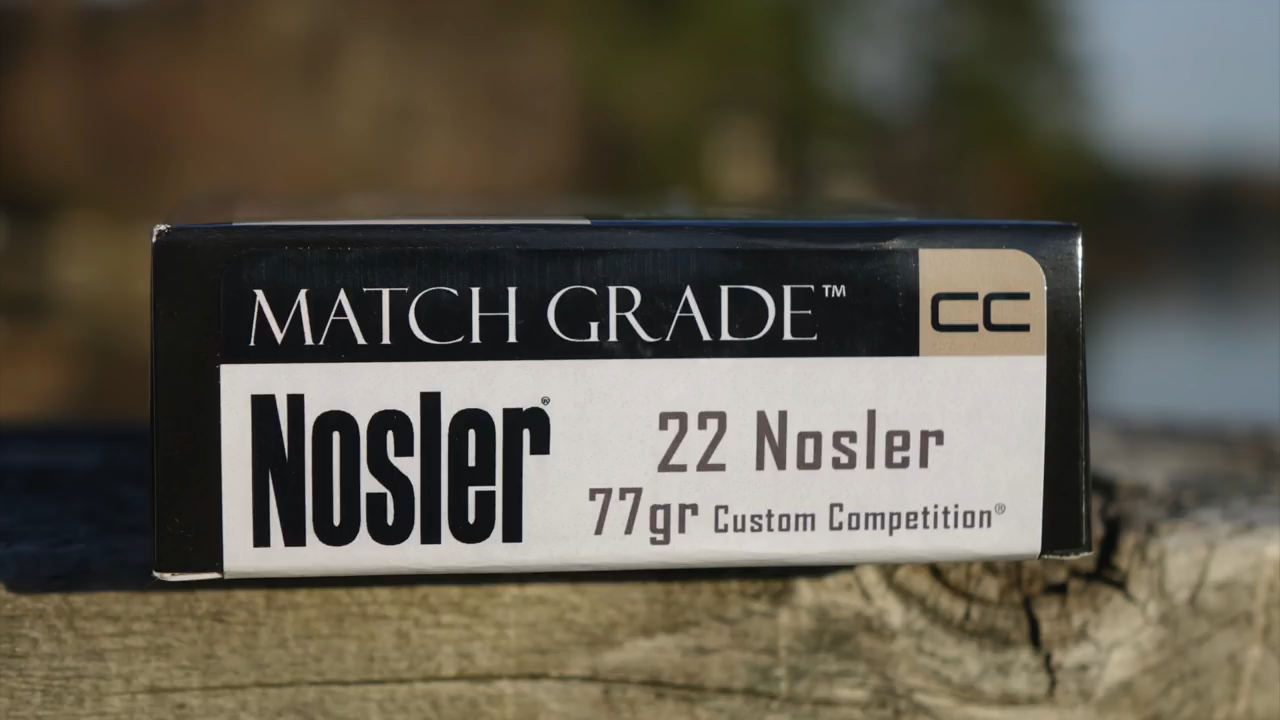 MATCH GRADE™
CC
Nosler®
22 Nosler
77gr Custom Competition®